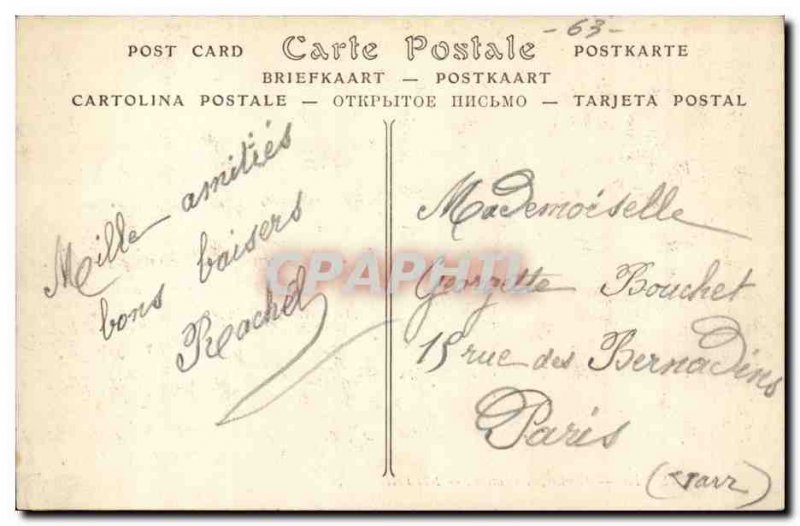 -63-
POST CARD Carte Postale POSTKARTE
BRIEFKAART — POSTKAART
CARTOLINA POSTALE — ОТКРЫТОЕ ПИСЬМО — TARJETA POSTAL
Mille amitiés
bons baisers
Rachel
Mademoiselle
Georgette Bouchet
15 rue des Bernadins
Paris
CPAPHIL